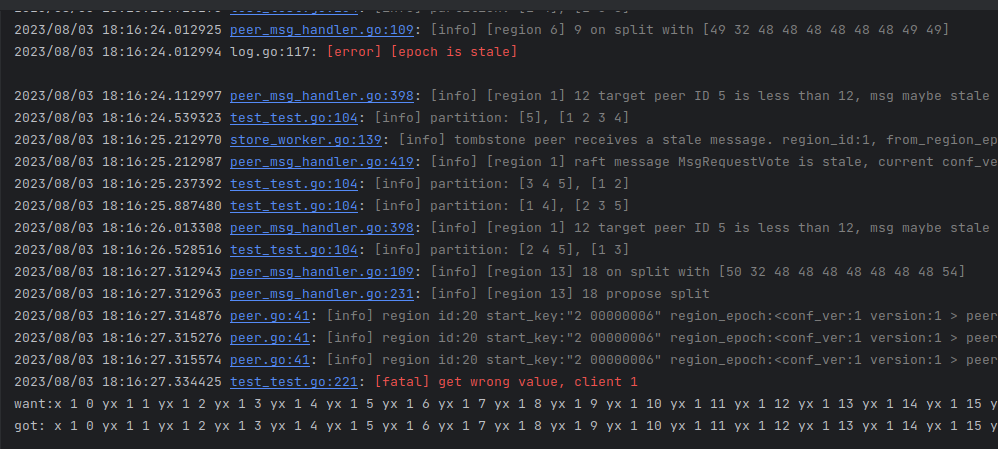 2023/08/03 18:16:24.012925 peer_msg_handler.go:109: [info] [region 6] 9 on split with [49 32 48 48 48 48 48 48 48 49 49]
2023/08/03 18:16:24.012994 log.go:117: [error] [epoch is stale]
2023/08/03 18:16:24.112997 peer_msg_handler.go:398: [info] [region 1] 12 target peer ID 5 is less than 12, msg maybe stale
2023/08/03 18:16:24.539323 test_test.go:104: [info] partition: [5], [1 2 3 4]
2023/08/03 18:16:25.212970 store_worker.go:139: [info] tombstone peer receives a stale message. region_id:1, from_region_ep
2023/08/03 18:16:25.212987 peer_msg_handler.go:419: [info] [region 1] raft message MsgRequestVote is stale, current conf_ve
2023/08/03 18:16:25.237392 test_test.go:104: [info] partition: [3 4 5], [1 2]
2023/08/03 18:16:25.887480 test_test.go:104: [info] partition: [1 4], [2 3 5]
2023/08/03 18:16:26.013308 peer_msg_handler.go:398: [info] [region 1] 12 target peer ID 5 is less than 12, msg maybe stale
2023/08/03 18:16:26.528516 test_test.go:104: [info] partition: [2 4 5], [1 3]
2023/08/03 18:16:27.312943 peer_msg_handler.go:109: [info] [region 13] 18 on split with [50 32 48 48 48 48 48 48 48 54]
2023/08/03 18:16:27.312963 peer_msg_handler.go:231: [info] [region 13] 18 propose split
2023/08/03 18:16:27.314876 peer.go:41: [info] region id:20 start_key:"2 00000006" region_epoch:<conf_ver:1 version:1 > peer
2023/08/03 18:16:27.315276 peer.go:41: [info] region id:20 start_key:"2 00000006" region_epoch:<conf_ver:1 version:1 > peer
2023/08/03 18:16:27.315574 peer.go:41: [info] region id:20 start_key:"2 00000006" region_epoch:<conf_ver:1 version:1 > peer
2023/08/03 18:16:27.334425 test_test.go:221: [fatal] get wrong value, client 1
want:x 1 0 yx 1 1 yx 1 2 yx 1 3 yx 1 4 yx 1 5 yx 1 6 yx 1 7 yx 1 8 yx 1 9 yx 1 10 yx 1 11 yx 1 12 yx 1 13 yx 1 14 yx 1 15 y
got: x 1 0 yx 1 1 yx 1 2 yx 1 3 yx 1 4 yx 1 5 yx 1 6 yx 1 7 yx 1 8 yx 1 9 yx 1 10 yx 1 11 yx 1 12 yx 1 13 yx 1 14 yx 1 15 y